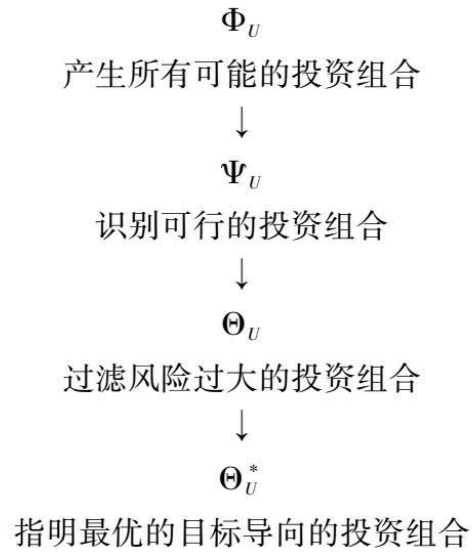 Φ_U
产生所有可能的投资组合
↓
Ψ_U
识别可行的投资组合
↓
Θ_U
过滤风险过大的投资组合
↓
Θ*_U
指明最优的目标导向的投资组合